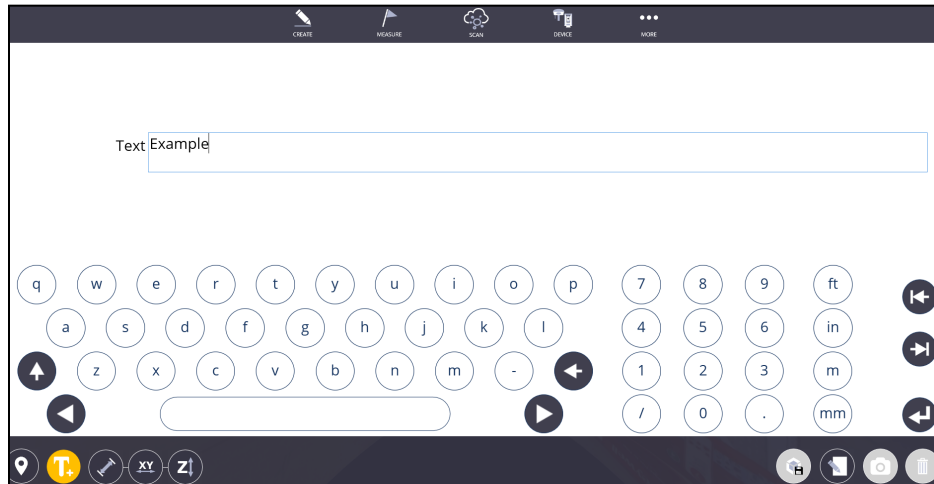 CREATE MEASURE SCAN DEVICE MORE
Text Example
q w e r t y u i o p 7 8 9 ft
a s d f g h j k l 4 5 6 in
z x c v b n m - 1 2 3 m
/ 0 . mm
T+ XY Z